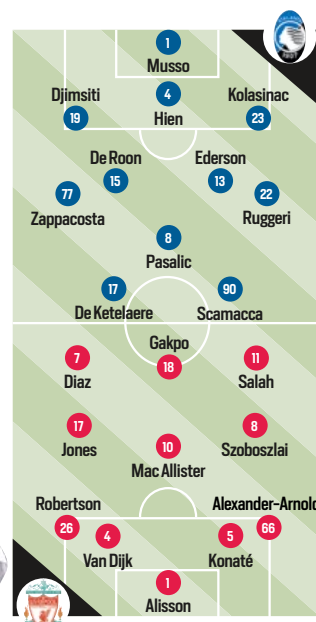 1
Musso
Djimsiti
4
Kolasinac
19
Hien
23
De Roon
Ederson
15
13
77
22
Zappacosta
Ruggeri
8
Pasalic
17
90
De Ketelaere
Scamacca
Gakpo
7
18
11
Diaz
Salah
17
8
Jones
10
Szoboszlai
Mac Allister
Robertson
Alexander-Arnold
26
4
5
66
Van Dijk
Konaté
1
Alisson